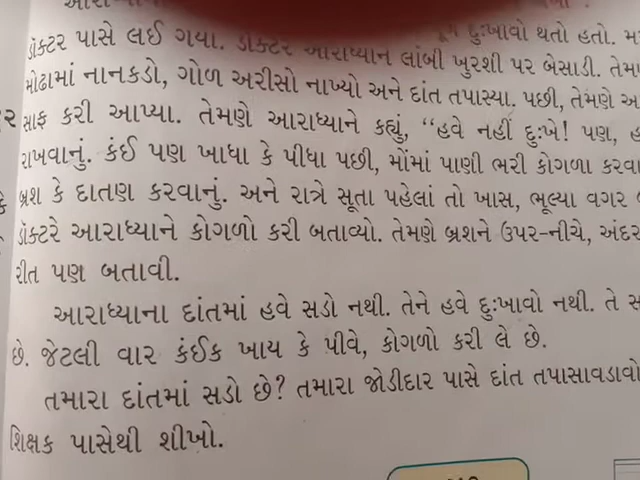 ડૉક્ટર પાસે લઈ ગયા. ડૉક્ટરે આરાધ્યાને લાંબી ખુરશી પર બેસાડી.
દુઃખાવો થતો હતો.
મોઢામાં નાનકડો, ગોળ અરીસો નાખ્યો અને દાંત તપાસ્યા. પછી, તેમણે
સાફ કરી આપ્યા. તેમણે આરાધ્યાને કહ્યું, “હવે નહીં દુઃખે! પણ,
રાખવાનું. કંઈ પણ ખાધા કે પીધા પછી, મોંમાં પાણી ભરી કોગળા
બ્રશ કે દાતણ કરવાનું. અને રાત્રે સૂતા પહેલાં તો ખાસ, ભૂલ્યા વગર
ડૉક્ટરે આરાધ્યાને કોગળો કરી બતાવ્યો. તેમણે બ્રશને ઉપર-નીચે, અંદર
રીત પણ બતાવી.
આરાધ્યાના દાંતમાં હવે સડો નથી. તેને હવે દુઃખાવો નથી. તે
છે. જેટલી વાર કંઈક ખાય કે પીવે, કોગળો કરી લે છે.
તમારા દાંતમાં સડો છે? તમારા જોડીદાર પાસે દાંત તપાસાવડાવો
શિક્ષક પાસેથી શીખો.